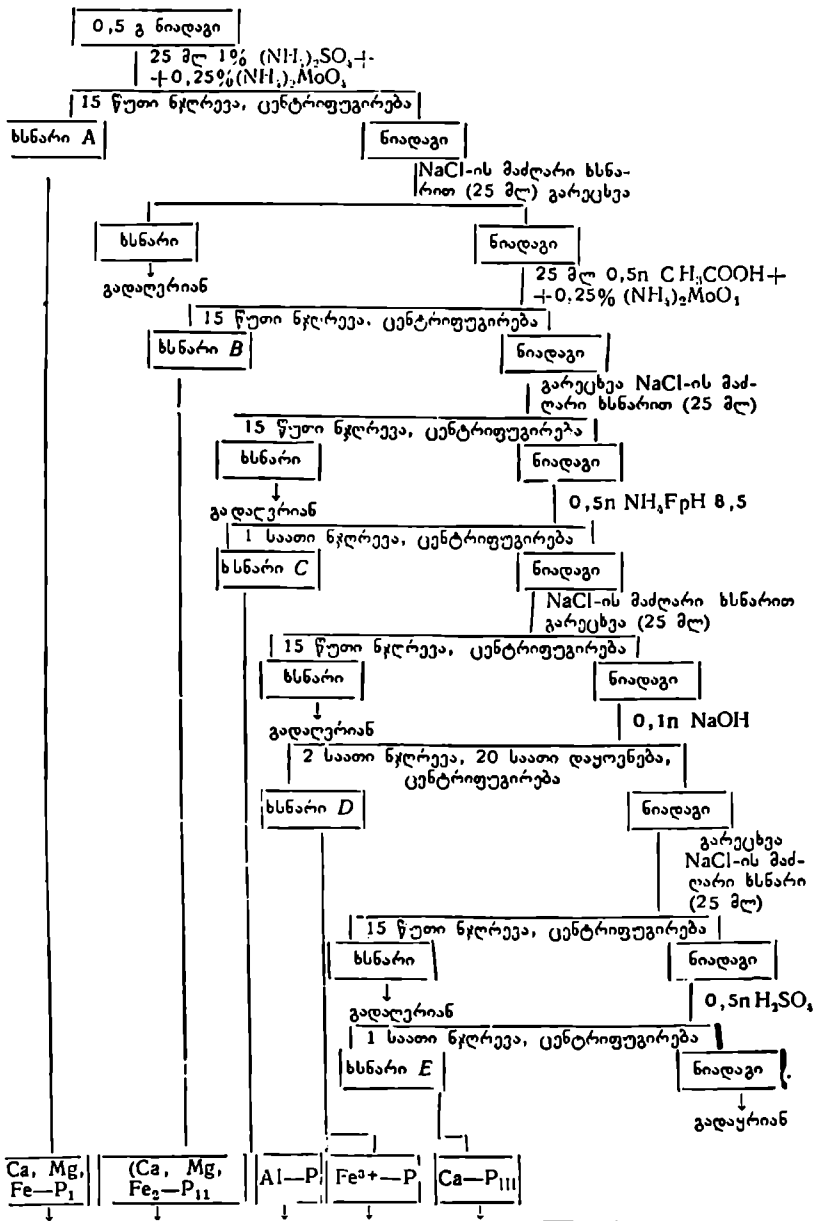 0,5 გ ნიადაგი
25 მლ 1% (NH₄)₂SO₄+
+0,25%(NH₄)₂MoO₄
15 წუთი ნჯღრევა, ცენტრიფუგირება
ხსნარი A
ნიადაგი
NaCl-ის მაძღარი ხსნა-
რით (25 მლ) გარეცხვა
ხსნარი
ნიადაგი
გადაღვრიან
25 მლ 0,5n CH₃COOH+
+0,25% (NH₄)₂MoO₄
15 წუთი ნჯღრევა, ცენტრიფუგირება
ხსნარი B
ნიადაგი
გარეცხვა NaCl-ის მაძ-
ღარი ხსნარით (25 მლ)
15 წუთი ნჯღრევა, ცენტრიფუგირება
ხსნარი
ნიადაგი
გადაღვრიან
0,5n NH₄FpH 8,5
1 საათი ნჯღრევა, ცენტრიფუგირება
ხსნარი C
ნიადაგი
NaCl-ის მაძღარი ხსნარით
გარეცხვა (25 მლ)
15 წუთი ნჯღრევა, ცენტრიფუგირება
ხსნარი
ნიადაგი
გადაღვრიან
0,1n NaOH
2 საათი ნჯღრევა, 20 საათი დაყოვნება,
ცენტრიფუგირება
ხსნარი D
ნიადაგი
გარეცხვა
NaCl-ის მაძ-
ღარი ხსნარი
(25 მლ)
15 წუთი ნჯღრევა, ცენტრიფუგირება
ხსნარი
ნიადაგი
გადაღვრიან
0,5n H₂SO₄
1 საათი ნჯღრევა, ცენტრიფუგირება
ხსნარი E
ნიადაგი
გადაყრიან
Ca, Mg, Fe—P₁
(Ca, Mg, Fe₂—P₁₁
Al—P
Fe³⁺—P
Ca—P_III